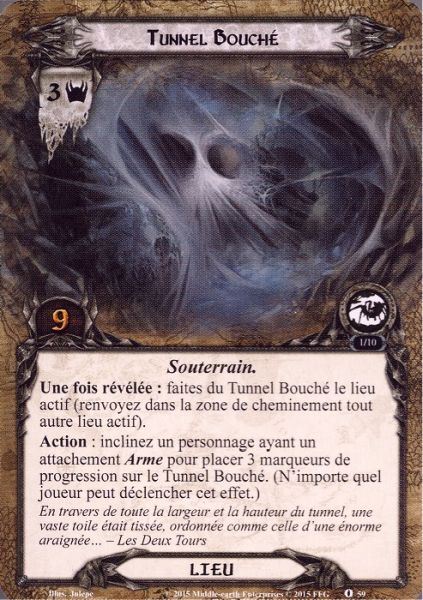 Tunnel Bouché
3
9
1/10
Souterrain.
Une fois révélée : faites du Tunnel Bouché le lieu
actif (renvoyez dans la zone de cheminement tout
autre lieu actif).
Action : inclinez un personnage ayant un
attachement Arme pour placer 3 marqueurs de
progression sur le Tunnel Bouché. (N'importe quel
joueur peut déclencher cet effet.)
En travers de toute la largeur et la hauteur du tunnel, une
vaste toile était tissée, ordonnée comme celle d'une énorme
araignée… – Les Deux Tours
LIEU
Illus. Jalepe © 2015 Middle-earth Enterprises © 2015 FFG 59